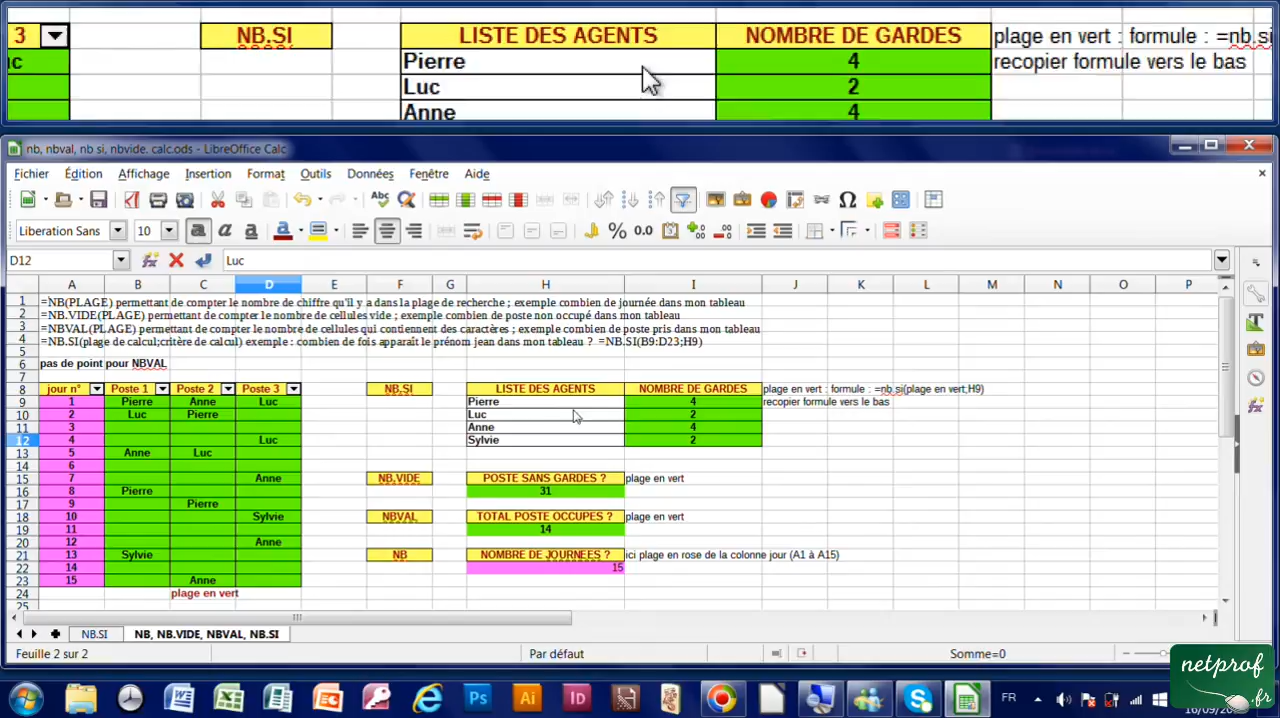 3 NB.SI LISTE DES AGENTS NOMBRE DE GARDES plage en vert : formule : =nb.si
uc Pierre 4 recopier formule vers le bas
Luc 2
Anne 4
nb, nbval, nb si, nbvide. calc.ods - LibreOffice Calc
Fichier Édition Affichage Insertion Format Outils Données Fenêtre Aide
Liberation Sans 10
D12 Luc
A B C D E F G H I J K L M N O P
1 =NB(PLAGE) permettant de compter le nombre de chiffre qu'il y a dans la plage de recherche ; exemple combien de journée dans mon tableau
2 =NB.VIDE(PLAGE) permettant de compter le nombre de cellules vide ; exemple combien de poste non occupé dans mon tableau
3 =NBVAL(PLAGE) permettant de compter le nombre de cellules qui contiennent des caractères ; exemple combien de poste pris dans mon tableau
4 =NB.SI(plage de calcul;critère de calcul) exemple : combien de fois apparaît le prénom jean dans mon tableau ? =NB.SI(B9:D23;H9)
5
6 pas de point pour NBVAL
7
8 jour n° Poste 1 Poste 2 Poste 3 NB.SI LISTE DES AGENTS NOMBRE DE GARDES plage en vert : formule : =nb.si(plage en vert;H9)
9 1 Pierre Anne Luc Pierre 4 recopier formule vers le bas
10 2 Luc Pierre Luc 2
11 3 Anne 4
12 4 Luc Sylvie 2
13 5 Anne Luc
14 6
15 7 Anne NB.VIDE POSTE SANS GARDES ? plage en vert
16 8 Pierre 31
17 9 Pierre
18 10 Sylvie NBVAL TOTAL POSTE OCCUPES ? plage en vert
19 11 14
20 12 Anne
21 13 Sylvie NB NOMBRE DE JOURNEES ? ici plage en rose de la colonne jour (A1 à A15)
22 14 15
23 15 Anne
24 plage en vert
25
NB.SI NB, NB.VIDE, NBVAL, NB.SI
Feuille 2 sur 2 Par défaut Somme=0
netprof
.fr
FR